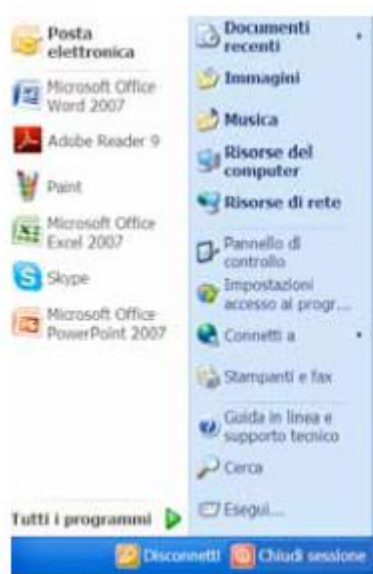 Posta
elettronica
Microsoft Office
Word 2007
Adobe Reader 9
Paint
Microsoft Office
Excel 2007
Skype
Microsoft Office
PowerPoint 2007
Tutti i programmi
Documenti
recenti
Immagini
Musica
Risorse del
computer
Risorse di rete
Pannello di
controllo
Impostazioni
accesso ai progr...
Connetti a
Stampanti e fax
Guida in linea e
supporto tecnico
Cerca
Esegui...
Disconnetti
Chiudi sessione